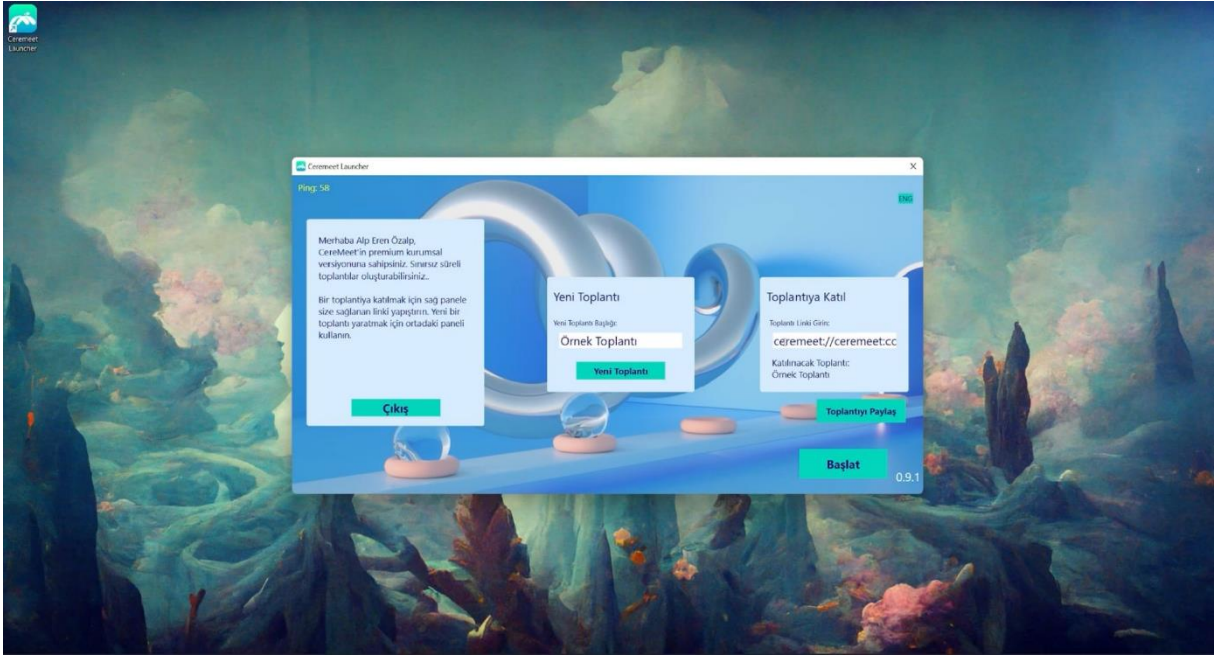 Ceremeet
Launcher
Ceremeet Launcher
Ping: 58
ENG
Merhaba Alp Eren Özalp,
CereMeet'in premium kurumsal
versiyonuna sahipsiniz. Sınırsız süreli
toplantılar oluşturabilirsiniz..
Bir toplantiya katılmak için sağ panele
size sağlanan linki yapıştırın. Yeni bir
toplantı yaratmak için ortadaki paneli
kullanın.
Çıkış
Yeni Toplantı
Yeni Toplantı Başlığı:
Örnek Toplantı
Yeni Toplantı
Toplantıya Katıl
Toplantı Linki Girin:
ceremeet://ceremeet:cc
Katılınacak Toplantı:
Örnek Toplantı
Toplantıyı Paylaş
Başlat
0.9.1